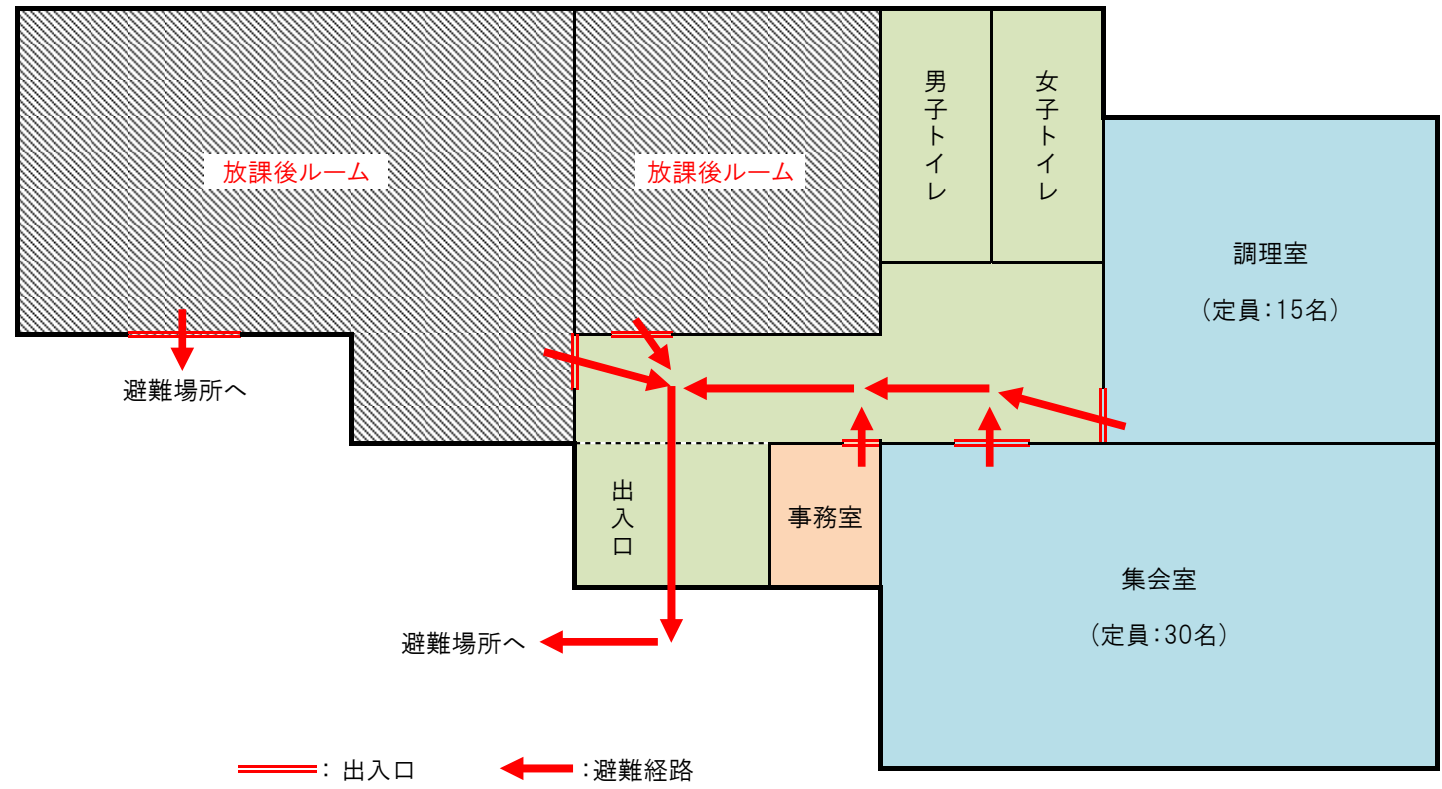 放課後ルーム
放課後ルーム
男子トイレ
女子トイレ
調理室
（定員：15名）
避難場所へ
出入口
事務室
集会室
（定員：30名）
避難場所へ
：出入口
：避難経路